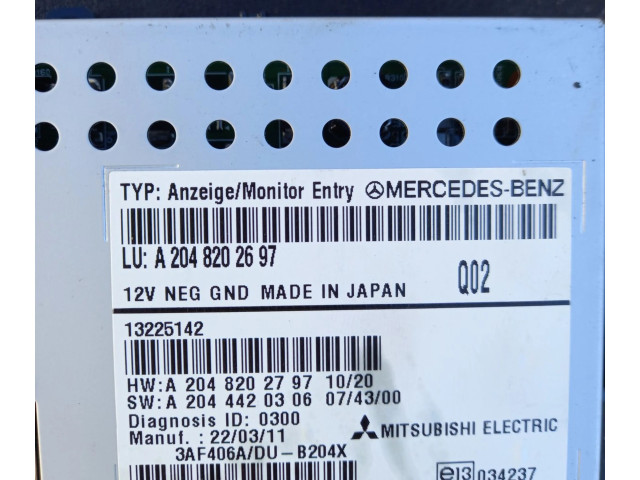 TYP: Anzeige/Monitor Entry MERCEDES-BENZ
LU: A 204 820 26 97
12V NEG GND MADE IN JAPAN Q02
13225142
HW:A 204 820 27 97 10/20
SW:A 204 442 03 06 07/43/00
Diagnosis ID: 0300
Manuf. : 22/03/11 MITSUBISHI ELECTRIC
3AF406A/DU-B204X
e13 034237